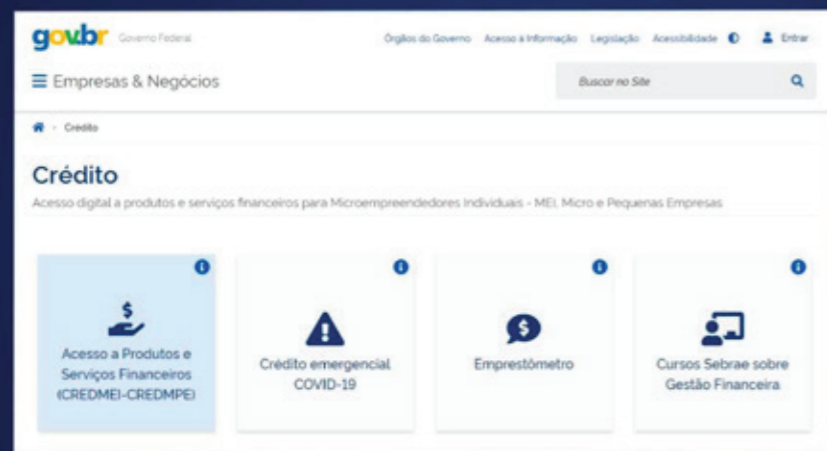 gov.br Governo Federal Órgãos do Governo Acesso à Informação Legislação Acessibilidade Entrar
Empresas & Negócios Buscar no Site
Credito
Crédito
Acesso digital a produtos e serviços financeiros para Microempreendedores Individuais - MEI, Micro e Pequenas Empresas
Acesso a Produtos e
Serviços Financeiros
(CREDMEI-CREDMPE)
Crédito emergencial
COVID-19
Emprestômetro
Cursos Sebrae sobre
Gestão Financeira